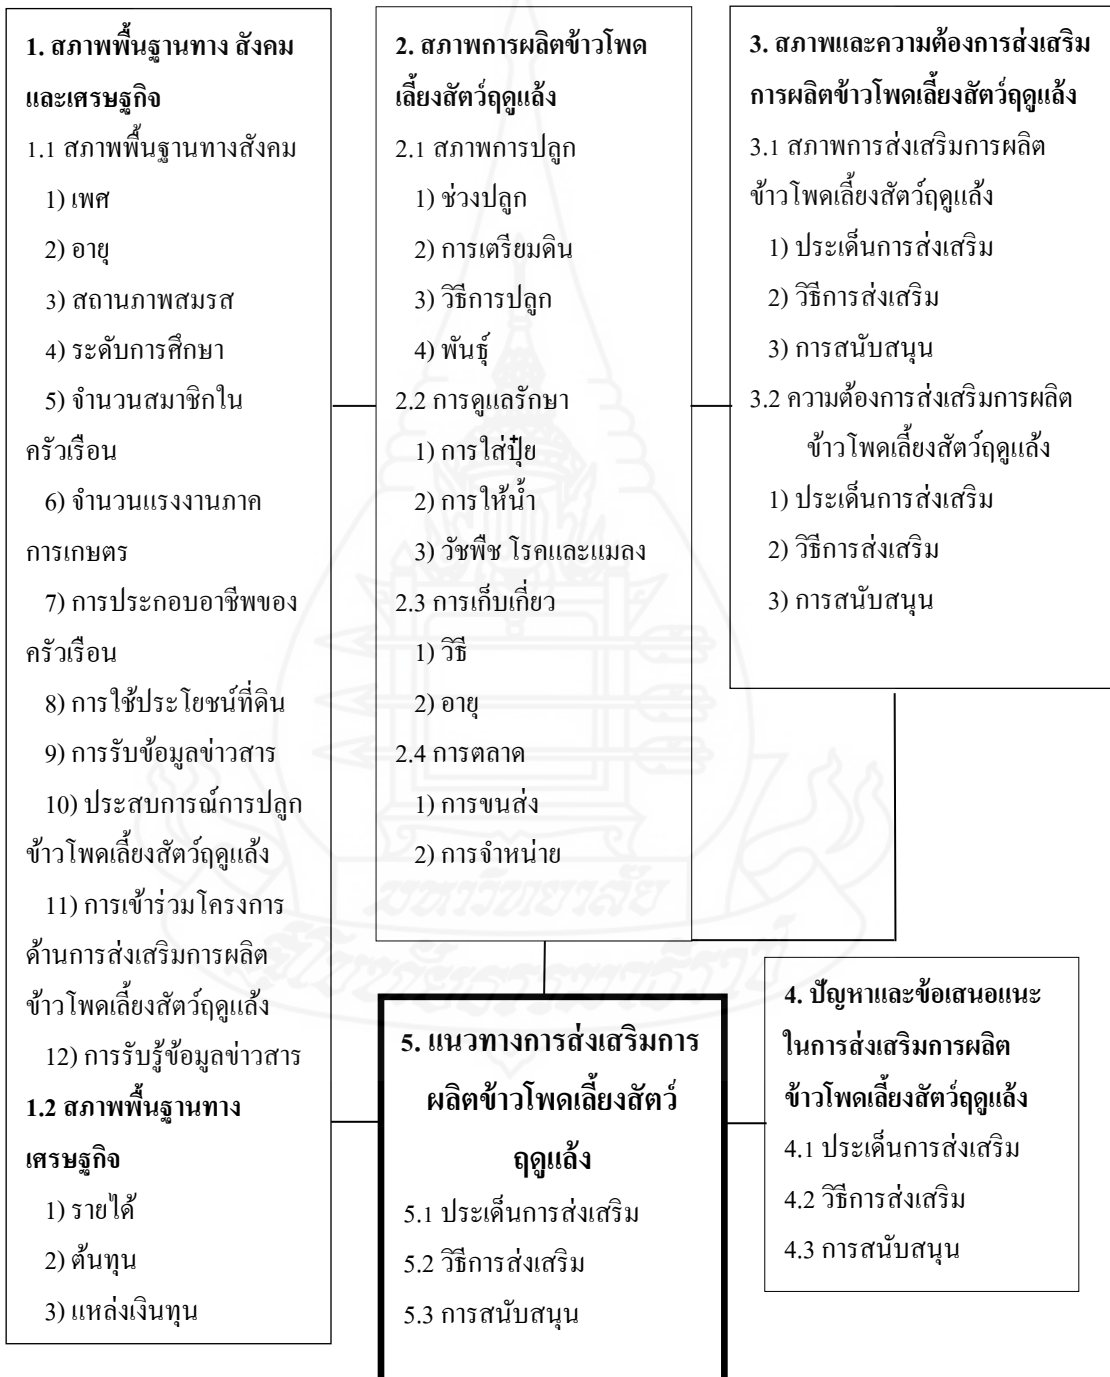 1. สภาพพื้นฐานทาง สังคม
และเศรษฐกิจ
1.1 สภาพพื้นฐานทางสังคม
1) เพศ
2) อายุ
3) สถานภาพสมรส
4) ระดับการศึกษา
5) จำนวนสมาชิกใน
ครัวเรือน
6) จำนวนแรงงานภาค
การเกษตร
7) การประกอบอาชีพของ
ครัวเรือน
8) การใช้ประโยชน์ที่ดิน
9) การรับข้อมูลข่าวสาร
10) ประสบการณ์การปลูก
ข้าวโพดเลี้ยงสัตว์ฤดูแล้ง
11) การเข้าร่วมโครงการ
ด้านการส่งเสริมการผลิต
ข้าวโพดเลี้ยงสัตว์ฤดูแล้ง
12) การรับรู้ข้อมูลข่าวสาร
1.2 สภาพพื้นฐานทาง
เศรษฐกิจ
1) รายได้
2) ต้นทุน
3) แหล่งเงินทุน
2. สภาพการผลิตข้าวโพด
เลี้ยงสัตว์ฤดูแล้ง
2.1 สภาพการปลูก
1) ช่วงปลูก
2) การเตรียมดิน
3) วิธีการปลูก
4) พันธุ์
2.2 การดูแลรักษา
1) การใส่ปุ๋ย
2) การให้น้ำ
3) วัชพืช โรคและแมลง
2.3 การเก็บเกี่ยว
1) วิธี
2) อายุ
2.4 การตลาด
1) การขนส่ง
2) การจำหน่าย
3. สภาพและความต้องการส่งเสริม
การผลิตข้าวโพดเลี้ยงสัตว์ฤดูแล้ง
3.1 สภาพการส่งเสริมการผลิต
ข้าวโพดเลี้ยงสัตว์ฤดูแล้ง
1) ประเด็นการส่งเสริม
2) วิธีการส่งเสริม
3) การสนับสนุน
3.2 ความต้องการส่งเสริมการผลิต
ข้าวโพดเลี้ยงสัตว์ฤดูแล้ง
1) ประเด็นการส่งเสริม
2) วิธีการส่งเสริม
3) การสนับสนุน
มหาวิทยาลัย
สุโขทัยธรรมาธิราช
5. แนวทางการส่งเสริมการ
ผลิตข้าวโพดเลี้ยงสัตว์
ฤดูแล้ง
5.1 ประเด็นการส่งเสริม
5.2 วิธีการส่งเสริม
5.3 การสนับสนุน
4. ปัญหาและข้อเสนอแนะ
ในการส่งเสริมการผลิต
ข้าวโพดเลี้ยงสัตว์ฤดูแล้ง
4.1 ประเด็นการส่งเสริม
4.2 วิธีการส่งเสริม
4.3 การสนับสนุน